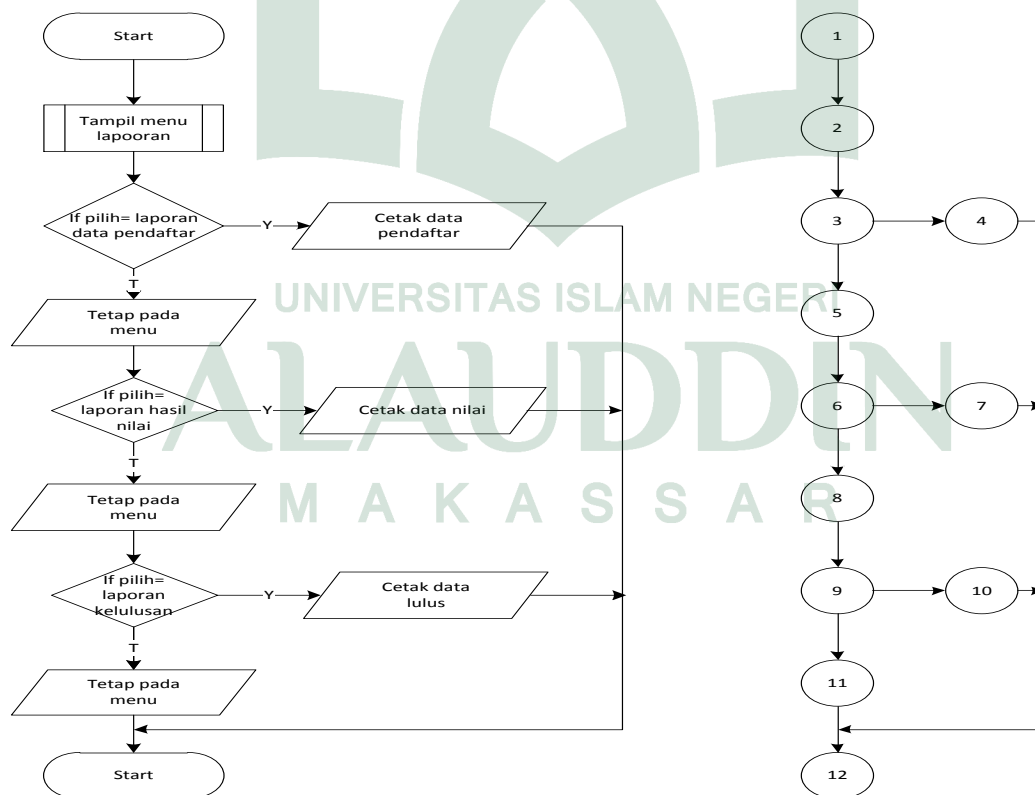 Start
Tampil menu
lapooran
If pilih= laporan
data pendaftar
Y
Cetak data
pendaftar
T
Tetap pada
menu
If pilih=
laporan hasil
nilai
Y
Cetak data nilai
T
Tetap pada
menu
If pilih=
laporan
kelulusan
Y
Cetak data
lulus
T
Tetap pada
menu
Start
1
2
3
4
5
6
7
8
9
10
11
12
UNIVERSITAS ISLAM NEGERI
ALAUDDIN
MAKASSAR